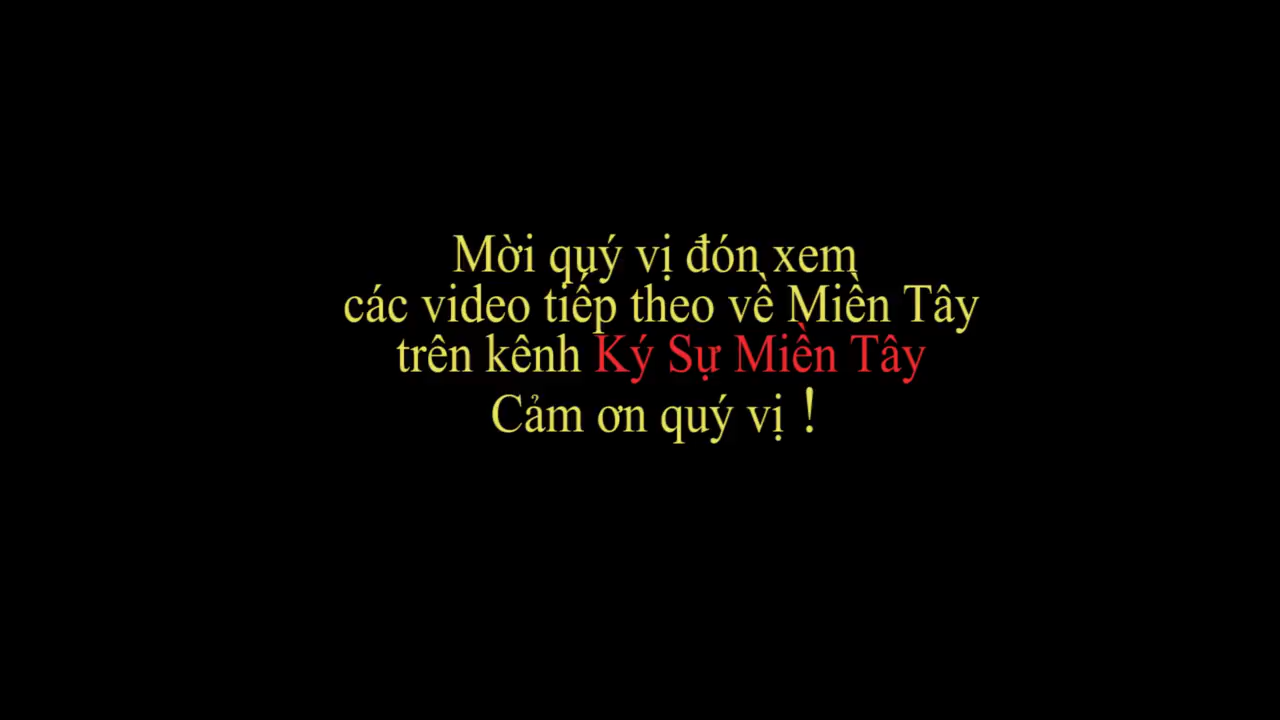 Mời quý vị đón xem
các video tiếp theo về Miền Tây
trên kênh Ký Sự Miền Tây
Cảm ơn quý vị !